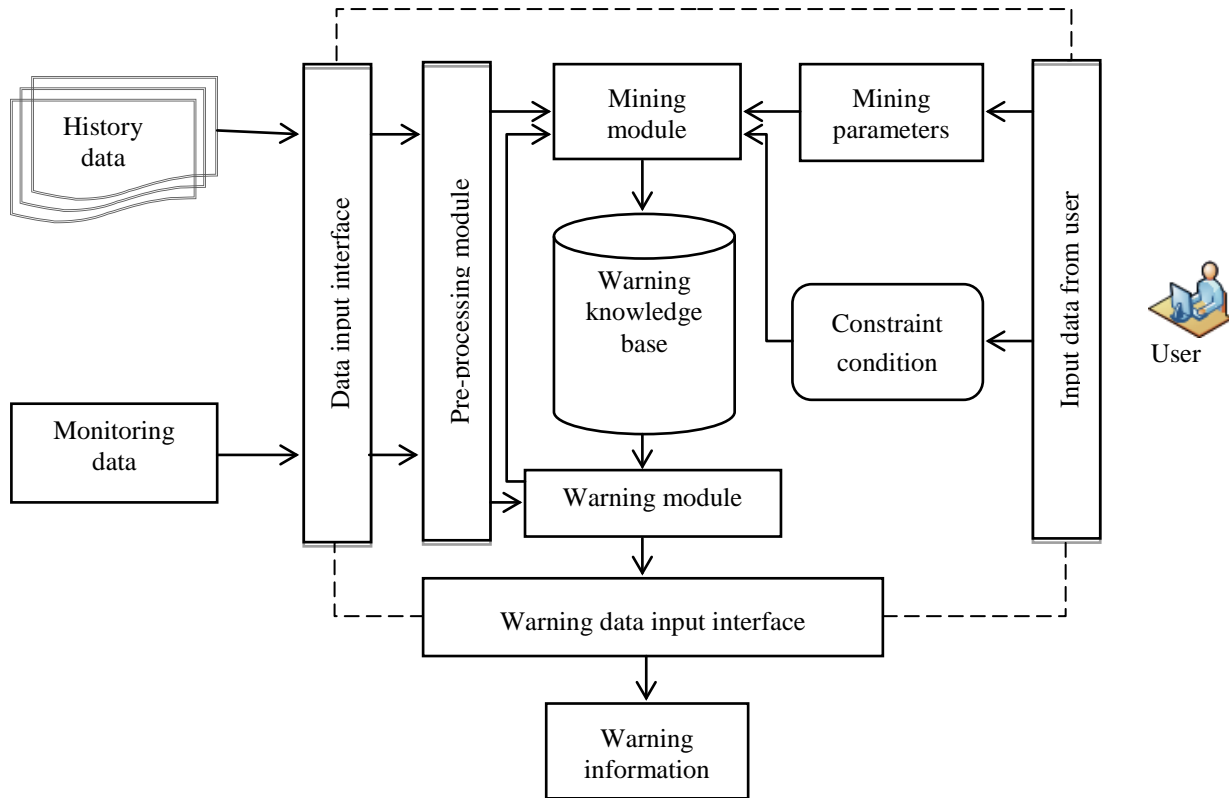 History
data
Monitoring
data
Data input interface
Pre-processing module
Mining
module
Mining
parameters
Warning
knowledge
base
Constraint
condition
Input data from user
User
Warning module
Warning data input interface
Warning
information